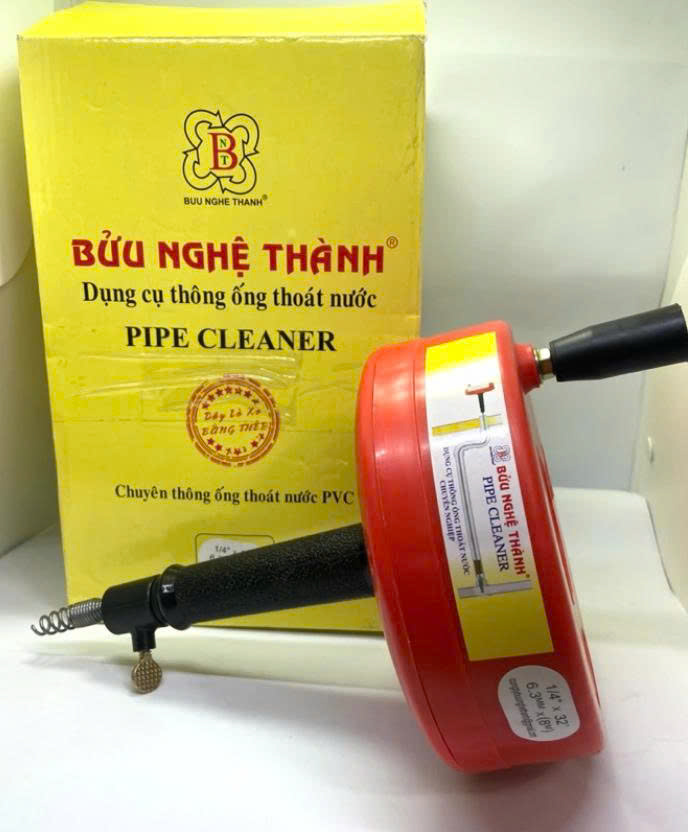 B
N
T
BUU NGHE THANH®
BỬU NGHỆ THÀNH®
Dụng cụ thông ống thoát nước
PIPE CLEANER
Dây Lò Xo
BẰNG THÉP
Chuyên thông ống thoát nước PVC
1/4"
BỬU NGHỆ THÀNH®
PIPE CLEANER
DỤNG CỤ THÔNG ỐNG THOÁT NƯỚC
CHUYÊN NGHIỆP
1/4" x 32'
6.3MM x (8M)